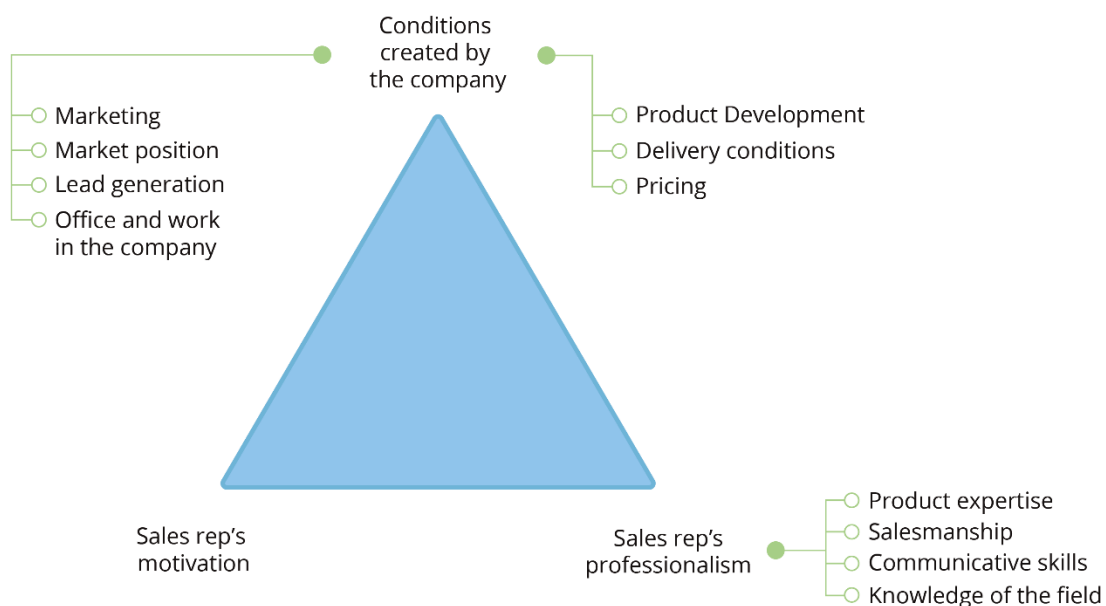 Conditions
created by
the company
Marketing
Market position
Lead generation
Office and work
in the company
Product Development
Delivery conditions
Pricing
Sales rep's
motivation
Sales rep's
professionalism
Product expertise
Salesmanship
Communicative skills
Knowledge of the field